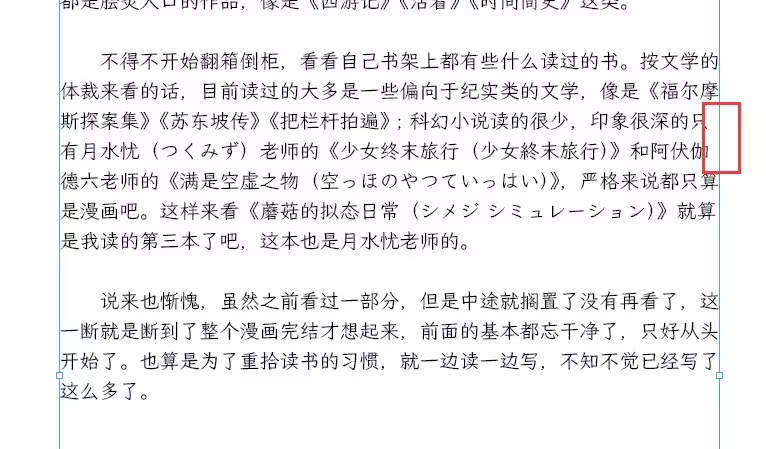 都是脍炙人口的作品，像是《西游记》《活着》《时间简史》这类。
不得不开始翻箱倒柜，看看自己书架上都有些什么读过的书。按文学的
体裁来看的话，目前读过的大多是一些偏向于纪实类的文学，像是《福尔摩
斯探案集》《苏东坡传》《把栏杆拍遍》；科幻小说读的很少，印象很深的只
有月水忧（つくみず）老师的《少女终末旅行（少女終末旅行）》和阿伏伽
德六老师的《满是空虚之物（空っぽのやつでいっぱい）》，严格来说都只算
是漫画吧。这样来看《蘑菇的拟态日常（シメジ シミュレーション）》就算
是我读的第三本了吧，这本也是月水忧老师的。
说来也惭愧，虽然之前看过一部分，但是中途就搁置了没有再看了，这
一断就是断到了整个漫画完结才想起来，前面的基本都忘干净了，只好从头
开始了。也算是为了重拾读书的习惯，就一边读一边写，不知不觉已经写了
这么多了。